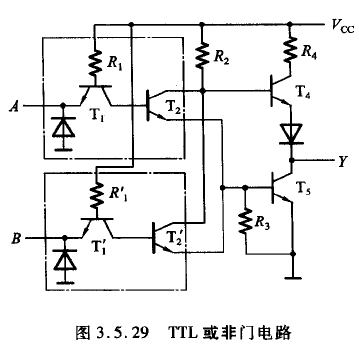 V_CC
R₁
R₂
R₄
A
T₁
T₂
T₄
Y
R'₁
T₅
B
T'₁
T₂'
R₃
图 3.5.29 TTL 或非门电路